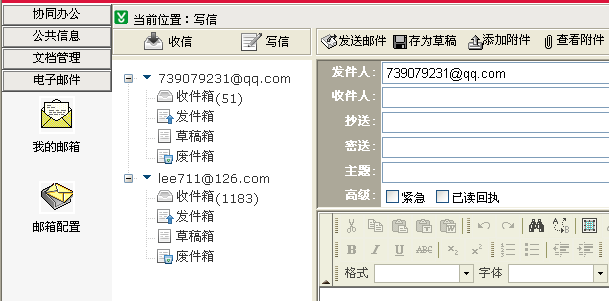 协同办公
公共信息
文档管理
电子邮件
我的邮箱
邮箱配置
当前位置：写信
收信 写信
739079231@qq.com
收件箱(51)
发件箱
草稿箱
废件箱
lee711@126.com
收件箱(1183)
发件箱
草稿箱
废件箱
发送邮件 存为草稿 添加附件 查看附件
发件人: 739079231@qq.com
收件人:
抄送:
密送:
主题:
高级: 紧急 已读回执
B I U ABC x₂ x²
格式 字体